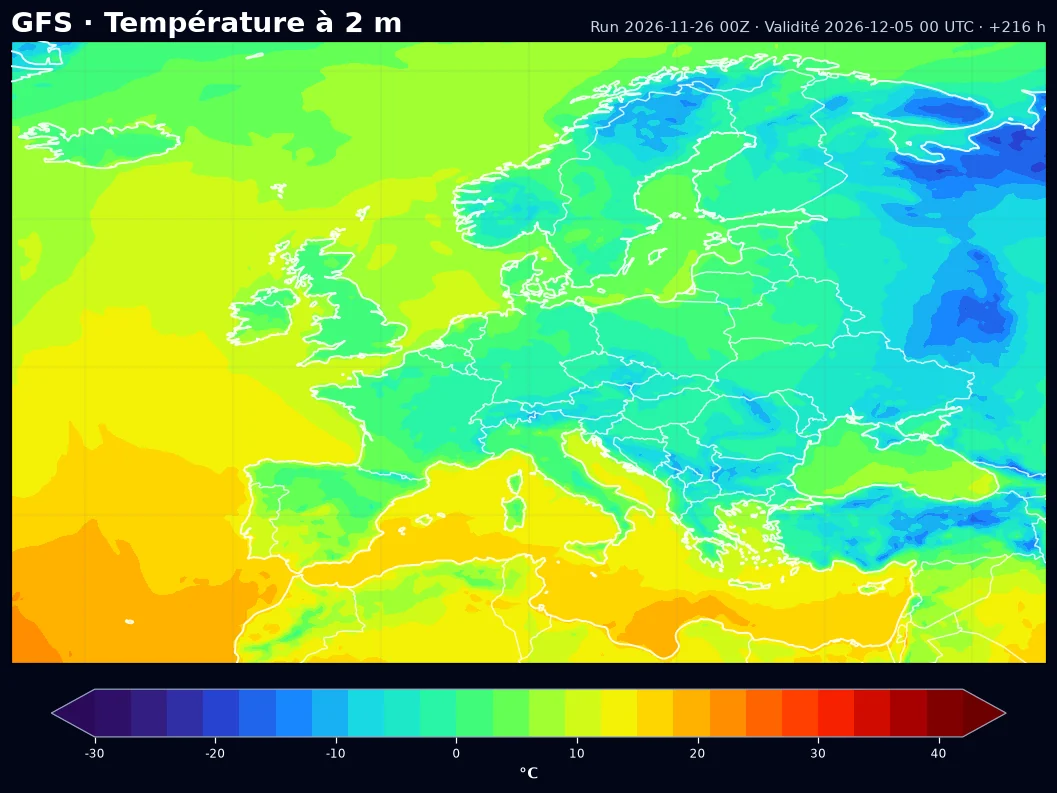 GFS · Température à 2 m
Run 2026-11-26 00Z · Validité 2026-12-05 00 UTC · +216 h
-30 -20 -10 0 10 20 30 40
°C